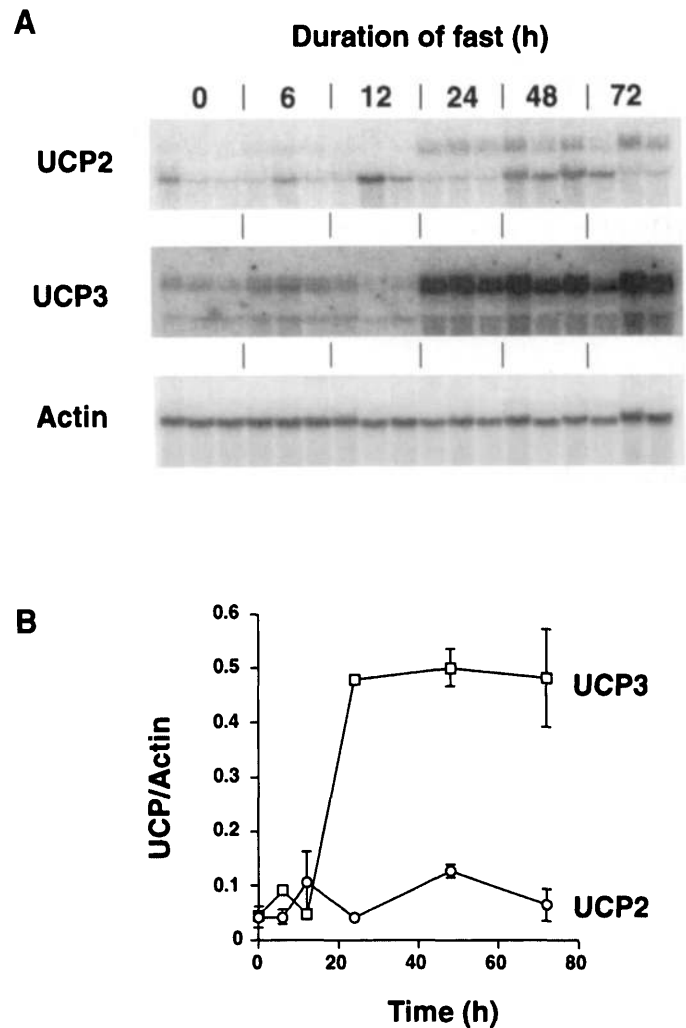 A
Duration of fast (h)
0 | 6 | 12 | 24 | 48 | 72
UCP2
UCP3
Actin
B
0.6
0.5
0.4
0.3
0.2
0.1
0
UCP/Actin
UCP3
UCP2
0 20 40 60 80
Time (h)